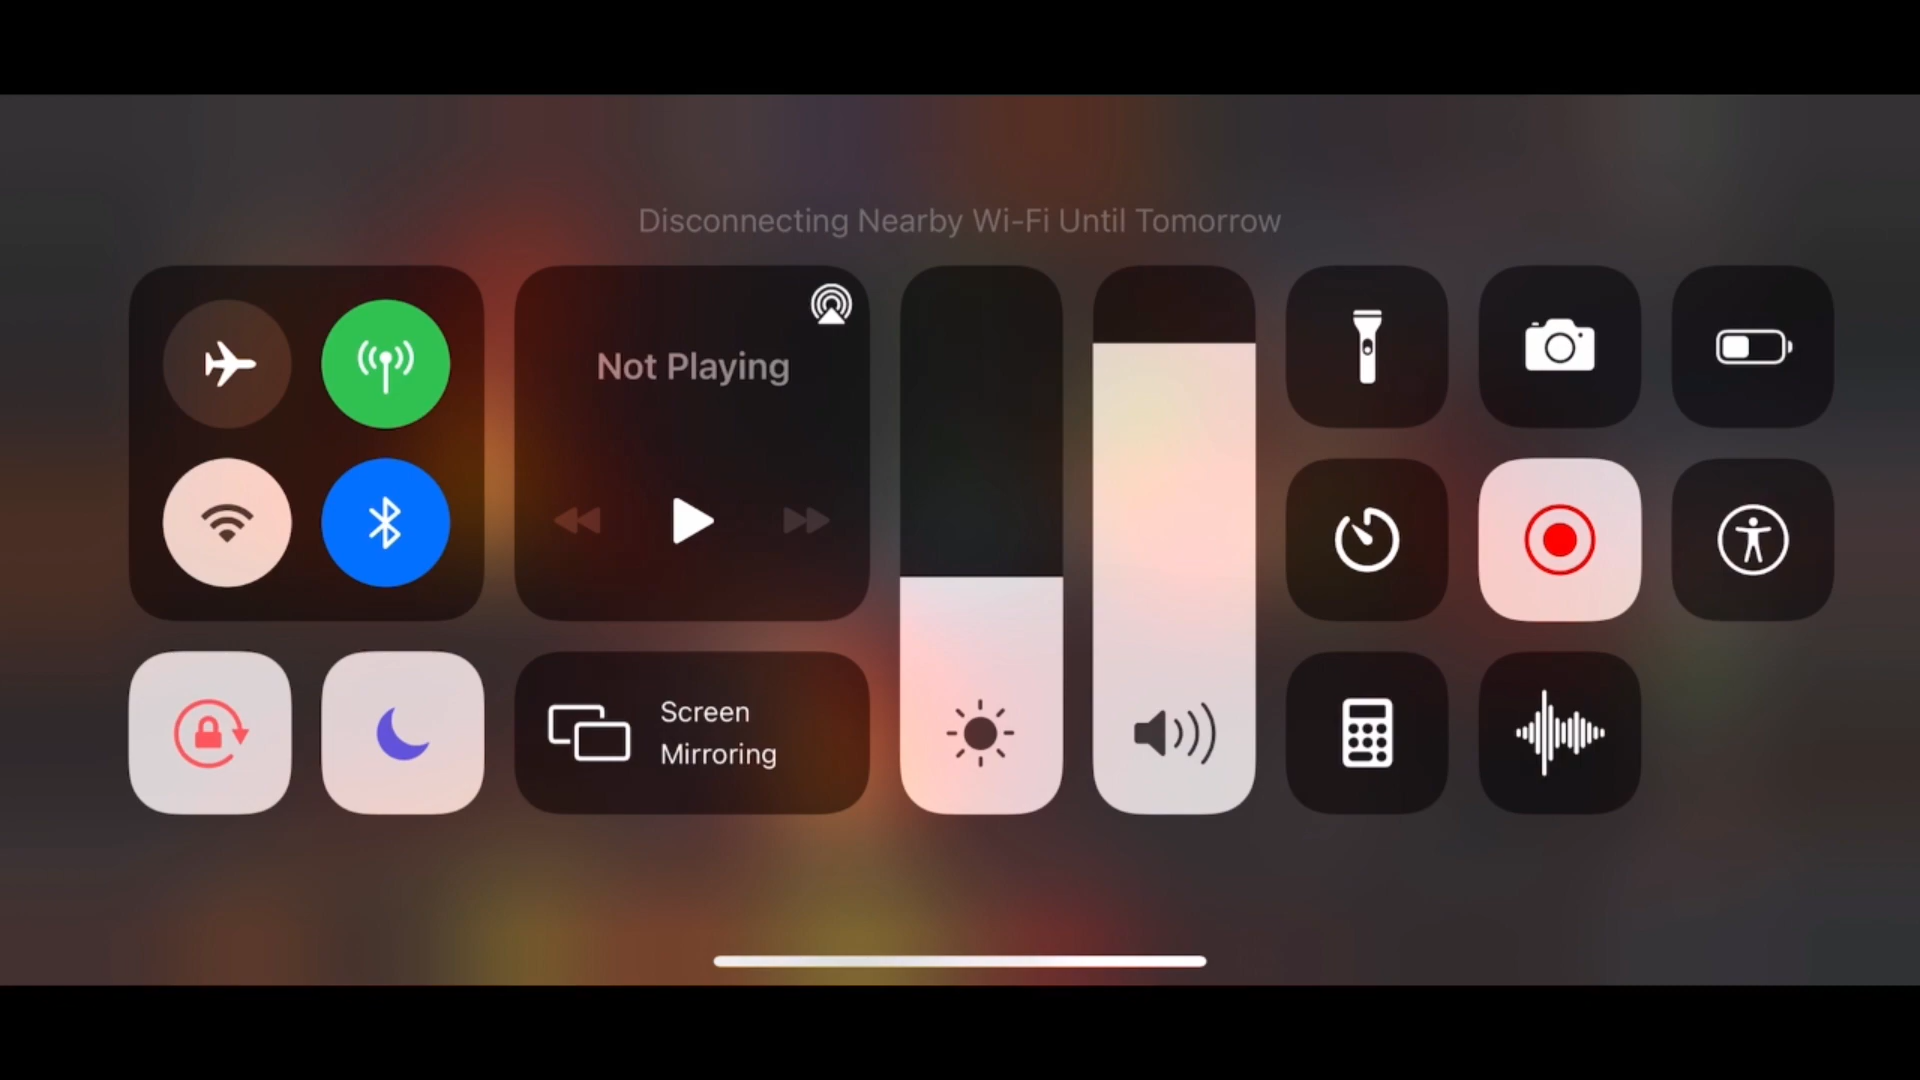 Disconnecting Nearby Wi-Fi Until Tomorrow
Not Playing
Screen
Mirroring